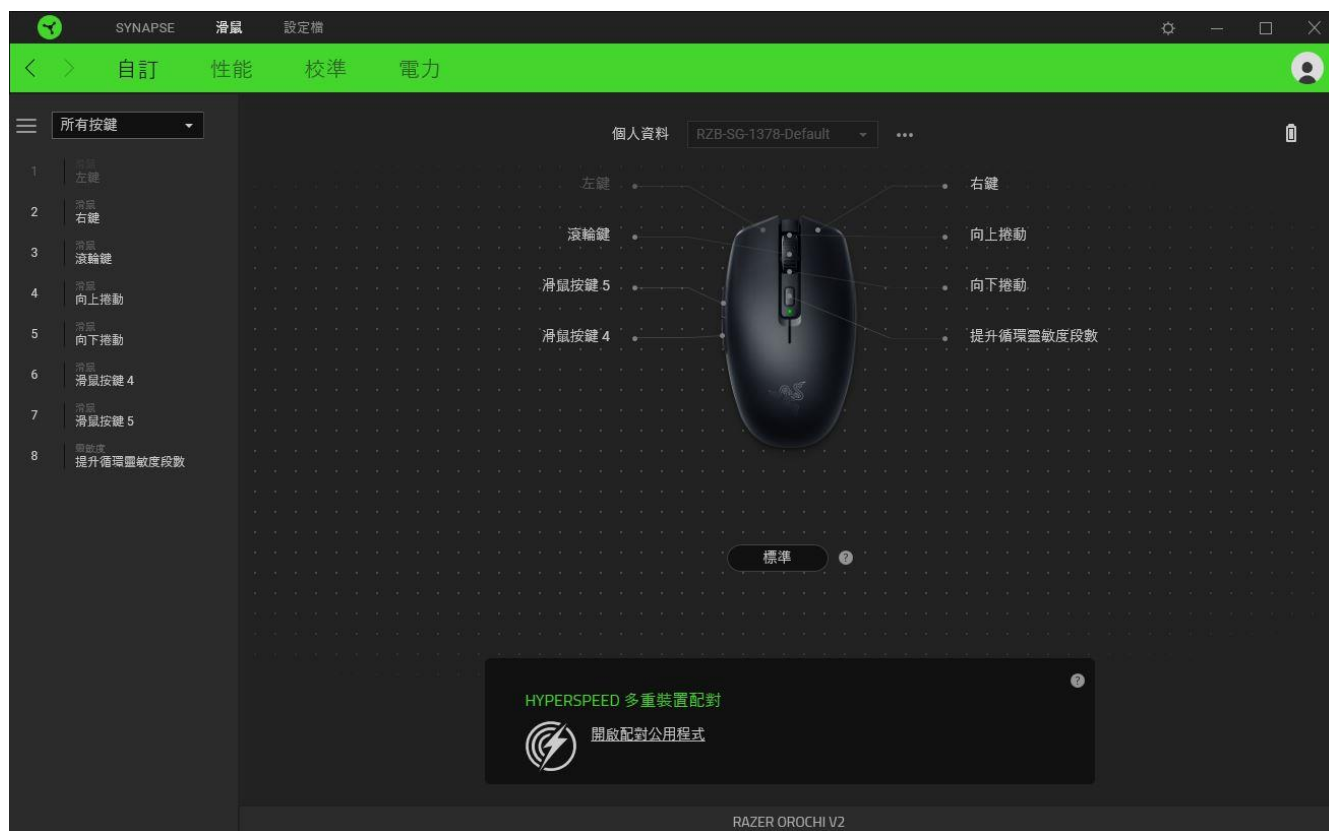 SYNAPSE 滑鼠 設定檔
自訂 性能 校準 電力
所有按鍵
個人資料 RZB-SG-1378-Default
1 滑鼠
左鍵
2 滑鼠
右鍵
3 滑鼠
滾輪鍵
4 滑鼠
向上捲動
5 滑鼠
向下捲動
6 滑鼠
滑鼠按鍵 4
7 滑鼠
滑鼠按鍵 5
8 靈敏度
提升循環靈敏度段數
左鍵
滾輪鍵
滑鼠按鍵 5
滑鼠按鍵 4
右鍵
向上捲動
向下捲動
提升循環靈敏度段數
標準 ?
HYPERSPEED 多重裝置配對 ?
開啟配對公用程式
RAZER OROCHI V2